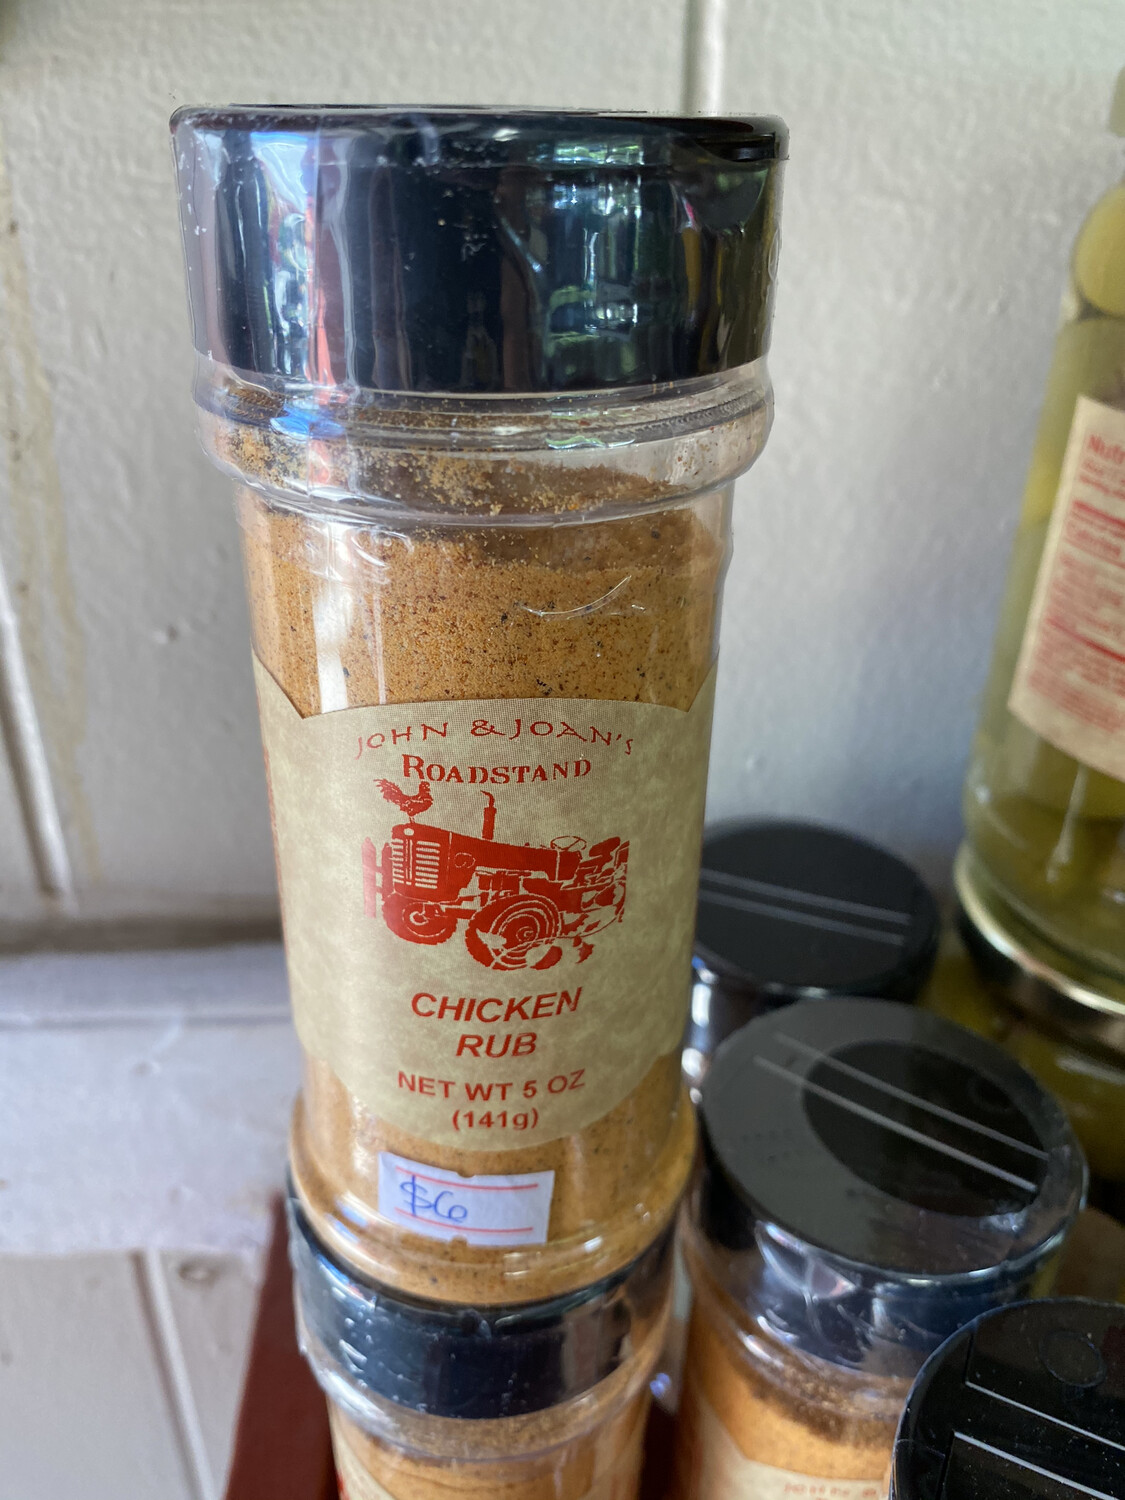 JOHN & JOAN'S
ROADSTAND
CHICKEN
RUB
NET WT 5 OZ
(141g)
$6